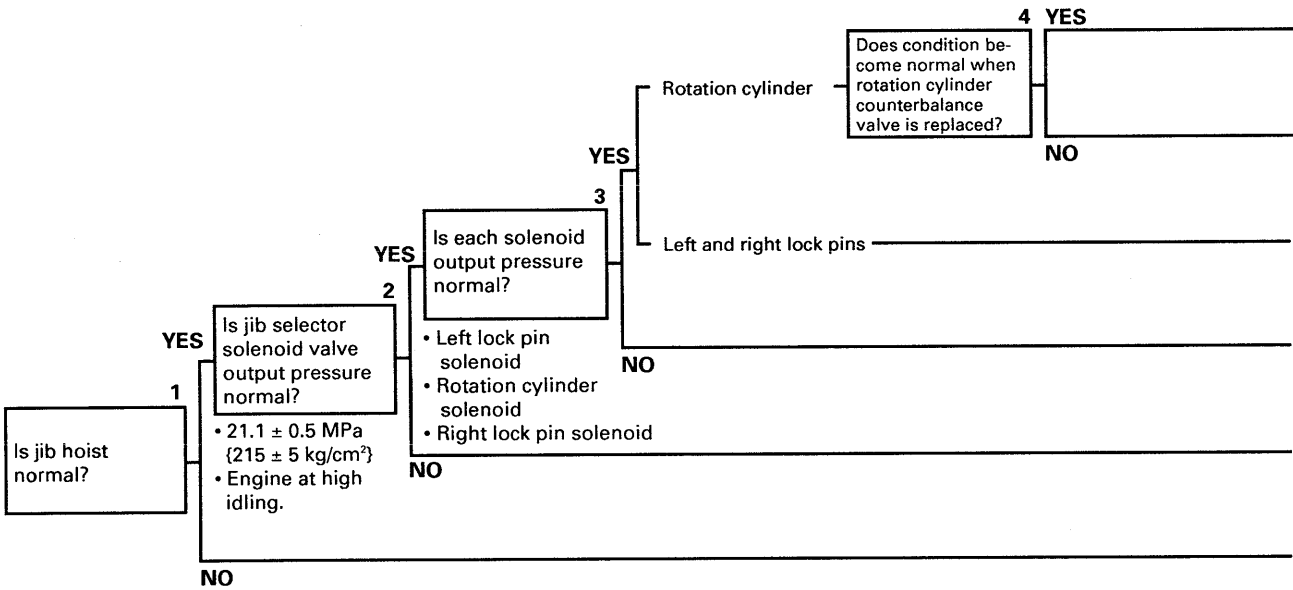 4 YES
Does condition be-
come normal when
rotation cylinder
counterbalance
valve is replaced?
NO
Rotation cylinder
YES
3
Is each solenoid
output pressure
normal?
• Left lock pin
solenoid
• Rotation cylinder
solenoid
• Right lock pin solenoid
Left and right lock pins
NO
YES
2
Is jib selector
solenoid valve
output pressure
normal?
• 21.1 ± 0.5 MPa
{215 ± 5 kg/cm²}
• Engine at high
idling.
NO
YES
1
Is jib hoist
normal?
NO